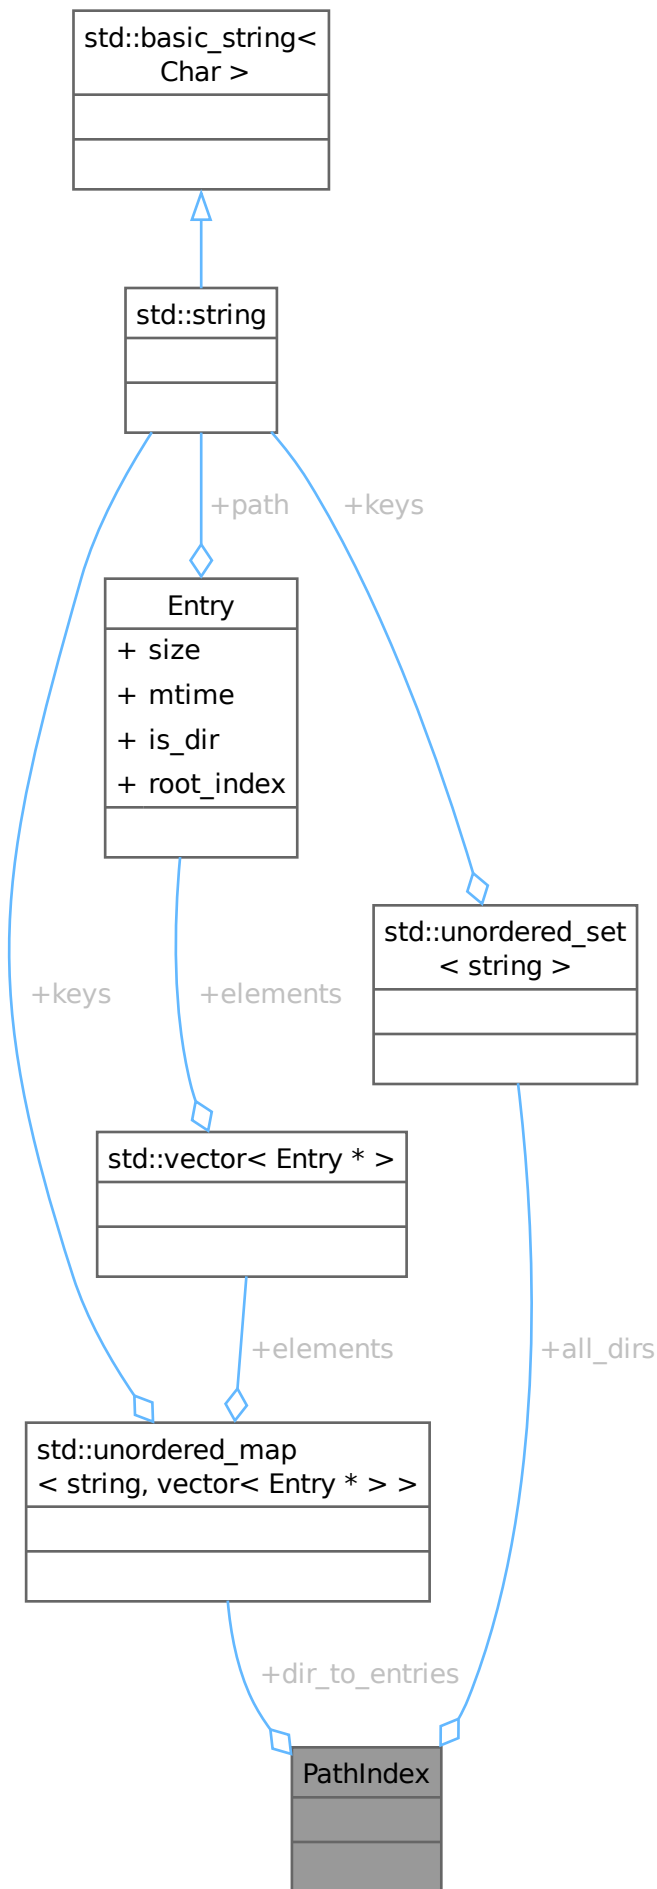 std::basic_string<
Char >
std::string
+path
+keys
Entry
+ size
+ mtime
+ is_dir
+ root_index
std::unordered_set
< string >
+keys
+elements
std::vector< Entry * >
+elements
+all_dirs
std::unordered_map
< string, vector< Entry * > >
+dir_to_entries
PathIndex